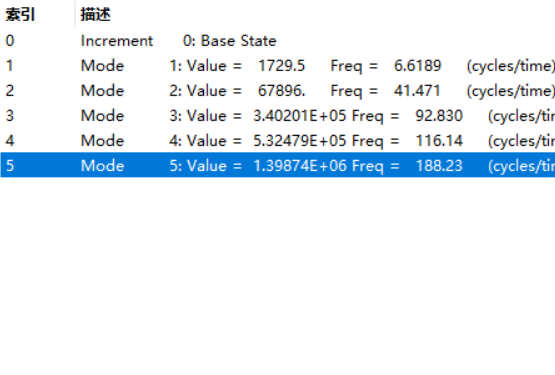 索引 描述
0 Increment 0: Base State
1 Mode 1: Value = 1729.5 Freq = 6.6189 (cycles/time)
2 Mode 2: Value = 67896. Freq = 41.471 (cycles/time)
3 Mode 3: Value = 3.40201E+05 Freq = 92.830 (cycles/tir
4 Mode 4: Value = 5.32479E+05 Freq = 116.14 (cycles/tir
5 Mode 5: Value = 1.39874E+06 Freq = 188.23 (cycles/tir